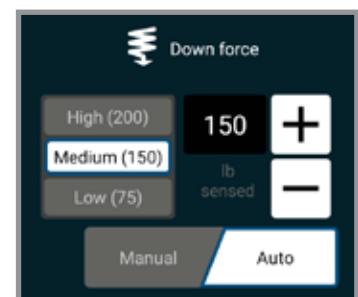 Down force
High (200)
Medium (150)
Low (75)
150
lb
sensed
+
−
Manual
Auto